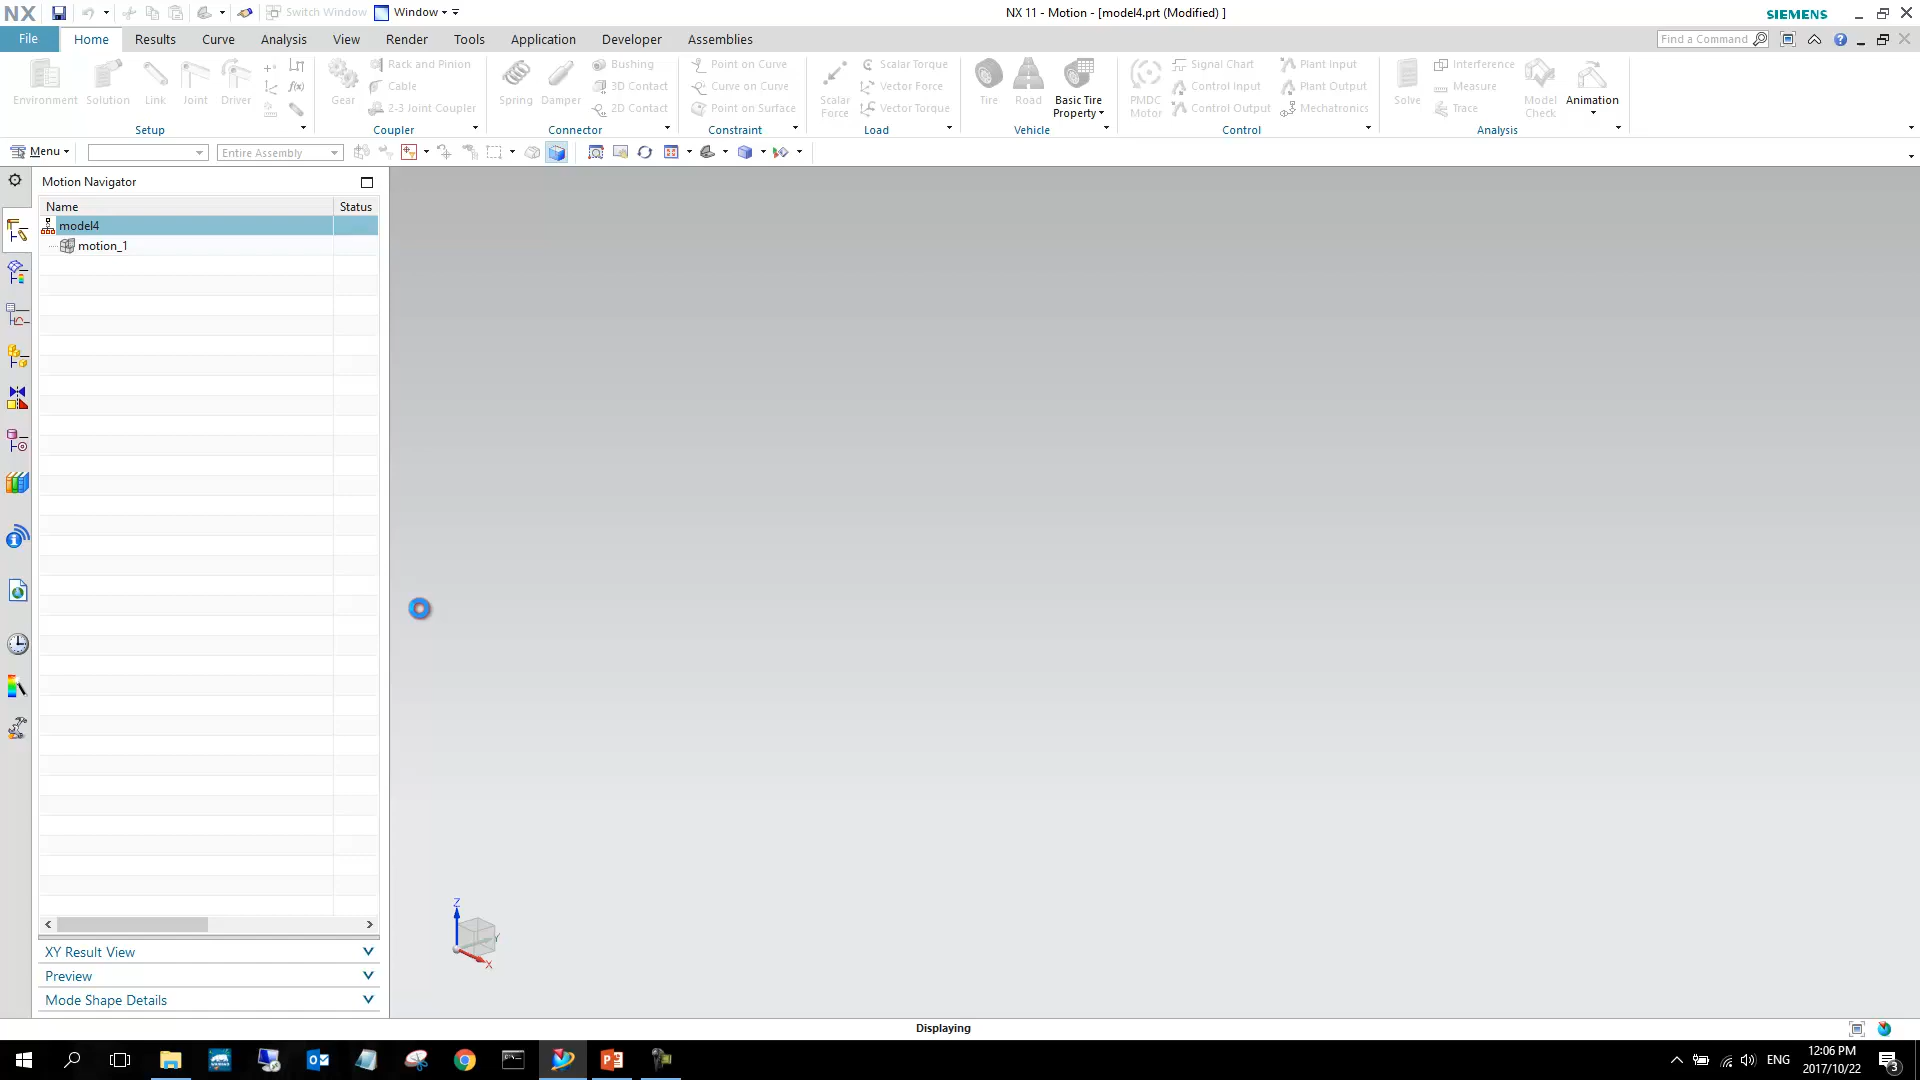 NX Switch Window Window NX 11 - Motion - [model4.prt (Modified) ] SIEMENS
File Home Results Curve Analysis View Render Tools Application Developer Assemblies Find a Command
Environment Solution Link Joint Driver
Setup
Gear Rack and Pinion
Cable
2-3 Joint Coupler
Coupler
Spring Damper Bushing
3D Contact
2D Contact
Connector
Point on Curve
Curve on Curve
Point on Surface
Constraint
Scalar Force Scalar Torque
Vector Force
Vector Torque
Load
Tire Road Basic Tire Property
Vehicle
PMDC Motor Signal Chart Plant Input
Control Input Plant Output
Control Output Mechatronics
Control
Solve Interference
Measure
Trace
Model Check Animation
Analysis
Menu Entire Assembly
Motion Navigator
Name Status
model4
motion_1
XY Result View
Preview
Mode Shape Details
Z
Y
X
Displaying
ENG 12:06 PM
2017/10/22
3